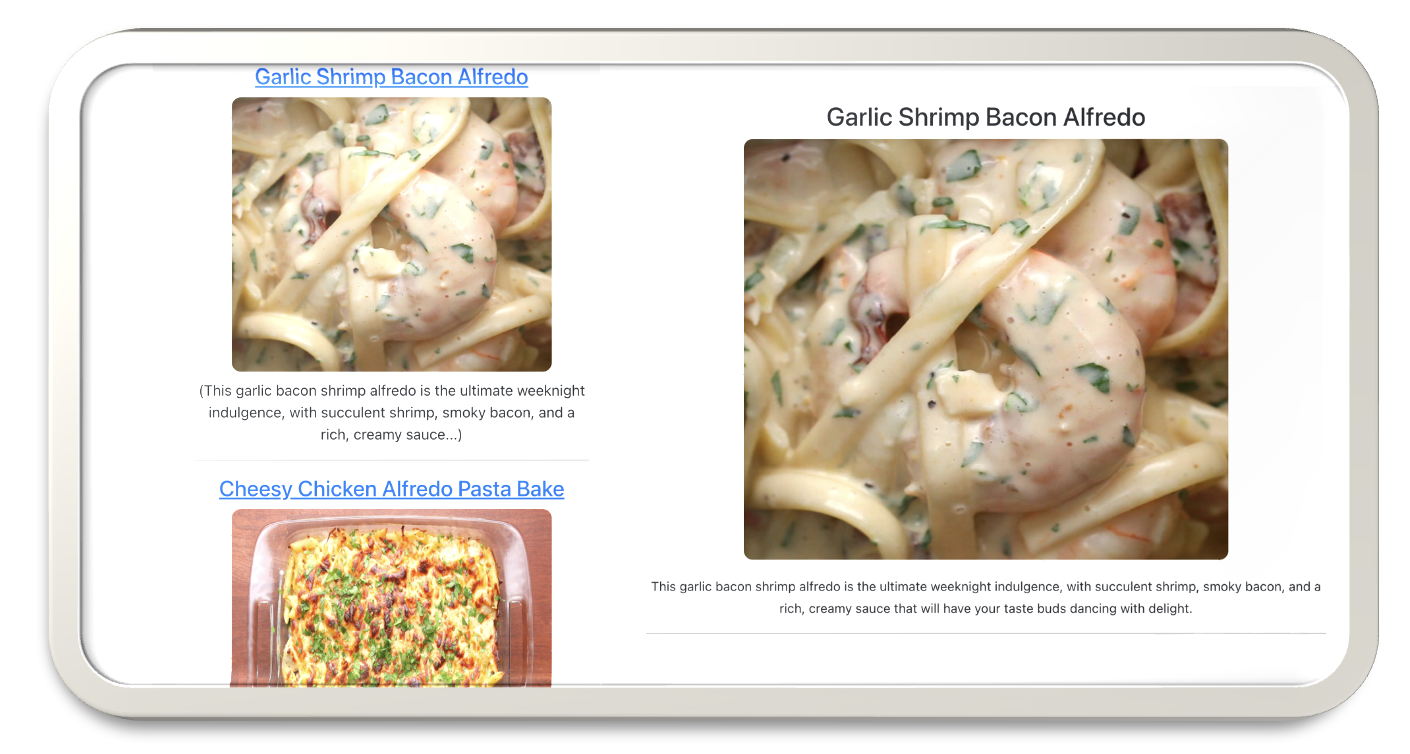 Garlic Shrimp Bacon Alfredo
(This garlic bacon shrimp alfredo is the ultimate weeknight
indulgence, with succulent shrimp, smoky bacon, and a
rich, creamy sauce...)
Cheesy Chicken Alfredo Pasta Bake
Garlic Shrimp Bacon Alfredo
This garlic bacon shrimp alfredo is the ultimate weeknight indulgence, with succulent shrimp, smoky bacon, and a
rich, creamy sauce that will have your taste buds dancing with delight.